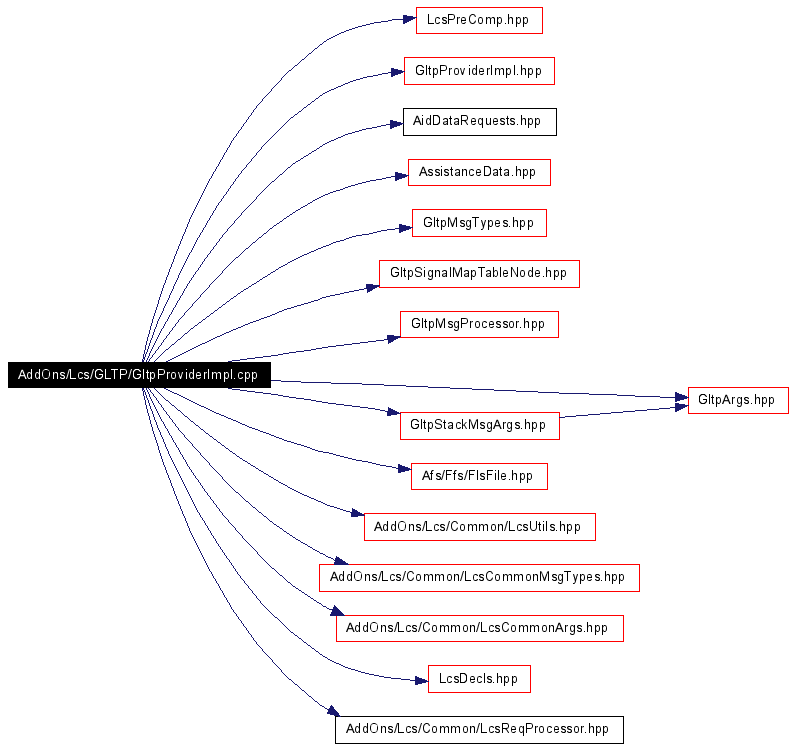 LcsPreComp.hpp
GltpProviderImpl.hpp
AidDataRequests.hpp
AssistanceData.hpp
GltpMsgTypes.hpp
GltpSignalMapTableNode.hpp
GltpMsgProcessor.hpp
AddOns/Lcs/GLTP/GltpProviderImpl.cpp
GltpArgs.hpp
GltpStackMsgArgs.hpp
Afs/Ffs/FlsFile.hpp
AddOns/Lcs/Common/LcsUtils.hpp
AddOns/Lcs/Common/LcsCommonMsgTypes.hpp
AddOns/Lcs/Common/LcsCommonArgs.hpp
LcsDecls.hpp
AddOns/Lcs/Common/LcsReqProcessor.hpp